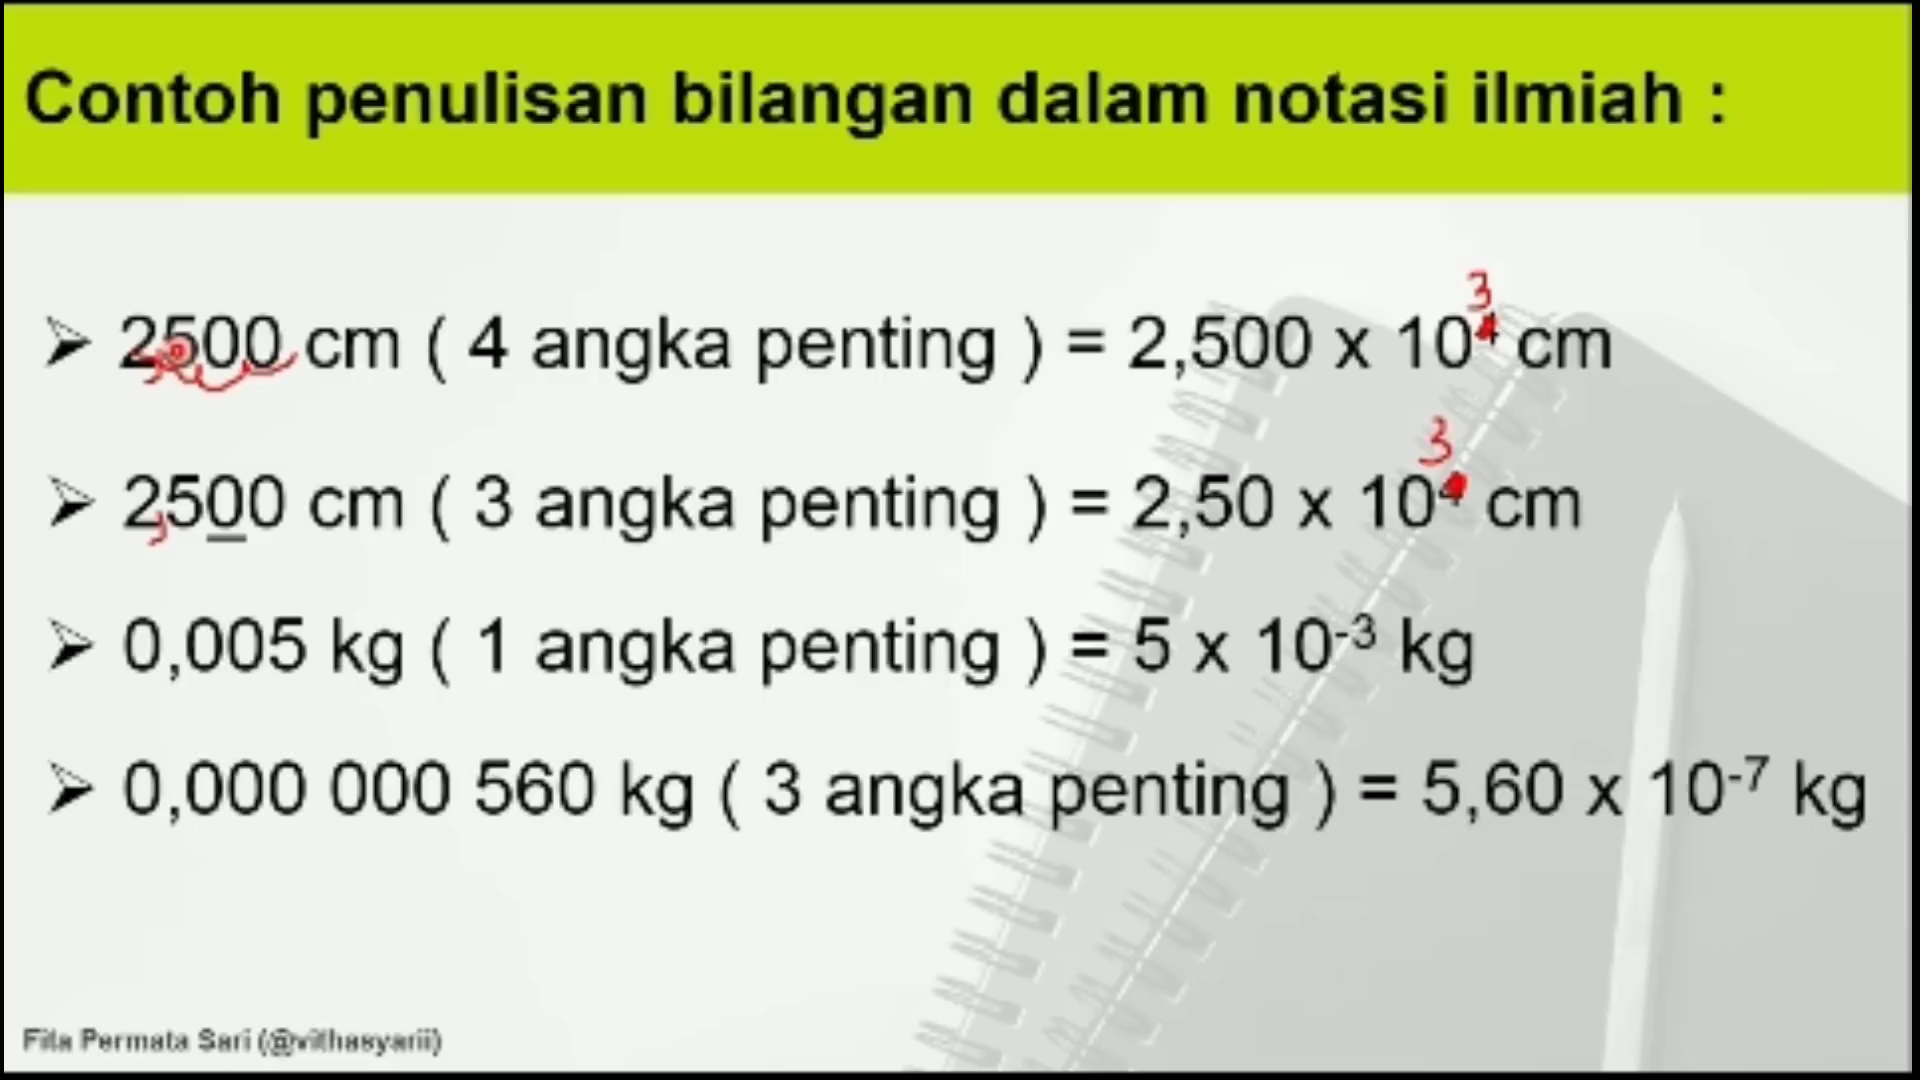 Contoh penulisan bilangan dalam notasi ilmiah :
3
➢ 2500 cm ( 4 angka penting ) = 2,500 x 10⁴ cm
3
➢ 2500 cm ( 3 angka penting ) = 2,50 x 10⁴ cm
➢ 0,005 kg ( 1 angka penting ) = 5 x 10⁻³ kg
➢ 0,000 000 560 kg ( 3 angka penting ) = 5,60 x 10⁻⁷ kg
Fita Permata Sari (@vithasyarii)